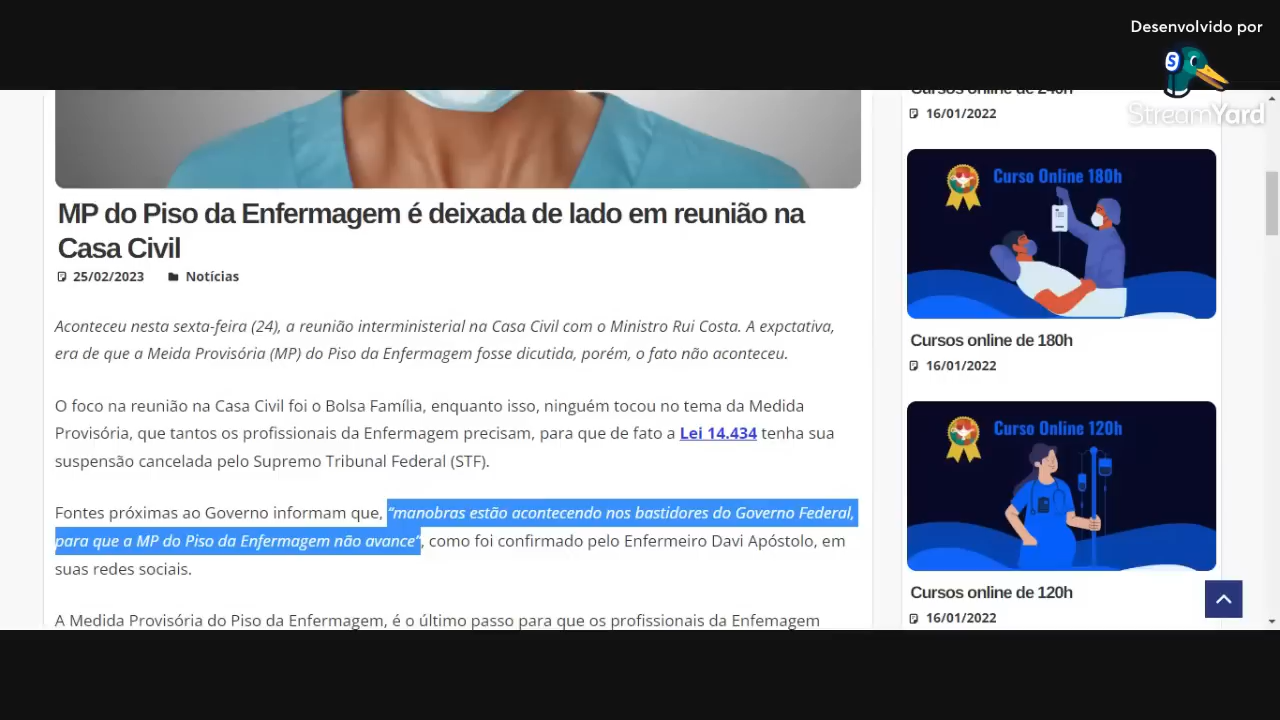 Desenvolvido por
S
StreamYard
MP do Piso da Enfermagem é deixada de lado em reunião na
Casa Civil
25/02/2023 Notícias
Aconteceu nesta sexta-feira (24), a reunião interministerial na Casa Civil com o Ministro Rui Costa. A expctativa,
era de que a Meida Provisória (MP) do Piso da Enfermagem fosse dicutida, porém, o fato não aconteceu.
O foco na reunião na Casa Civil foi o Bolsa Família, enquanto isso, ninguém tocou no tema da Medida
Provisória, que tantos os profissionais da Enfermagem precisam, para que de fato a Lei 14.434 tenha sua
suspensão cancelada pelo Supremo Tribunal Federal (STF).
Fontes próximas ao Governo informam que, “manobras estão acontecendo nos bastidores do Governo Federal,
para que a MP do Piso da Enfermagem não avance“, como foi confirmado pelo Enfermeiro Davi Apóstolo, em
suas redes sociais.
A Medida Provisória do Piso da Enfermagem, é o último passo para que os profissionais da Enfemagem
Cursos online de 240h
16/01/2022
Curso Online 180h
Cursos online de 180h
16/01/2022
Curso Online 120h
Cursos online de 120h
16/01/2022